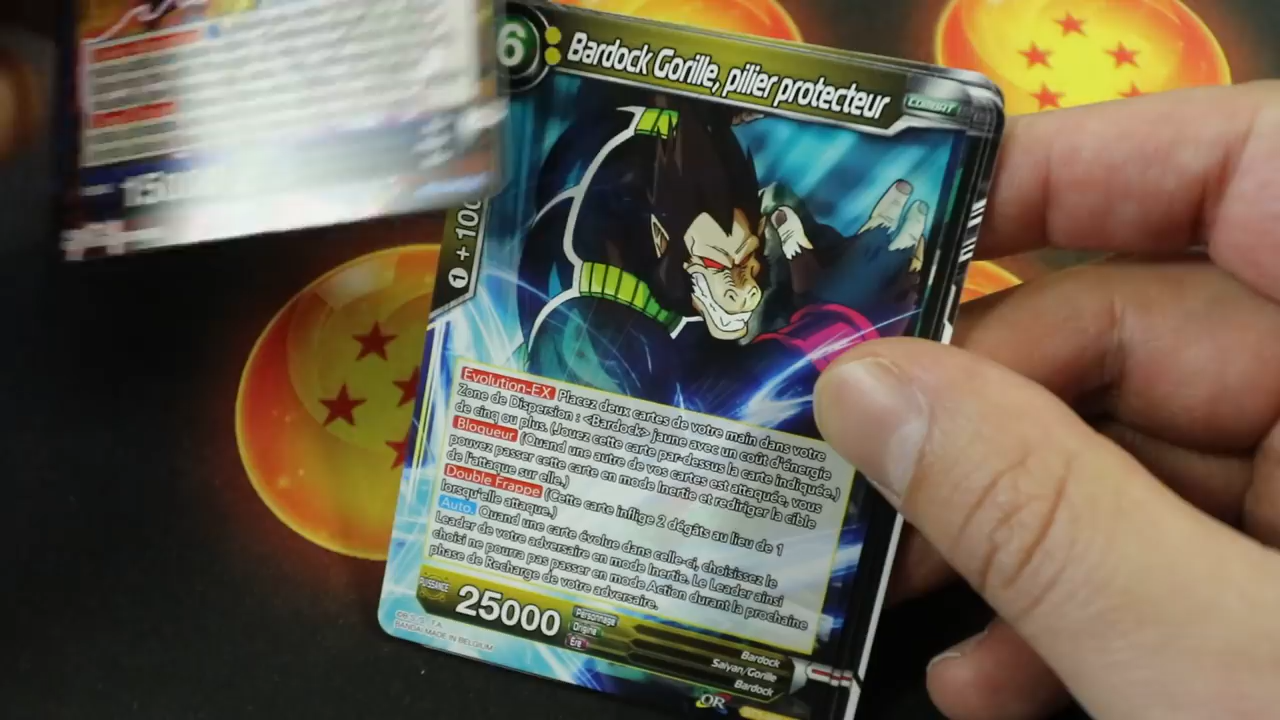 6
Bardock Gorille, pilier protecteur
COMBAT
Evolution-EX Placez deux cartes de votre main dans votre
Zone de Dispersion : <Bardock> jaune avec un coût d'énergie
de cinq ou plus. (Jouez cette carte par-dessus la carte indiquée.)
Bloqueur (Quand une autre de vos cartes est attaquée, vous
pouvez passer cette carte en mode Inertie et rediriger la cible
de l'attaque sur elle.)
Double Frappe (Cette carte inflige 2 dégâts au lieu de 1
lorsqu'elle attaque.)
Auto. Quand une carte évolue dans celle-ci, choisissez le
Leader de votre adversaire en mode Inertie. Le Leader ainsi
choisi ne pourra pas passer en mode Action durant la prochaine
phase de Recharge de votre adversaire.
PUISSANCE
25000
Personnage
Origine
Ère
Bardock
Saiyan/Gorille
Bardock
BANDAI MADE IN BELGIUM